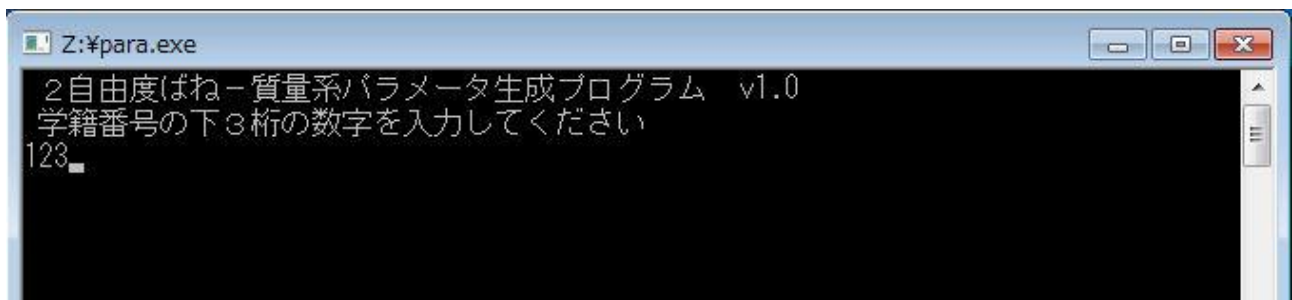 Z:¥para.exe
２自由度ばね－質量系パラメータ生成プログラム　v1.0
学籍番号の下３桁の数字を入力してください
123